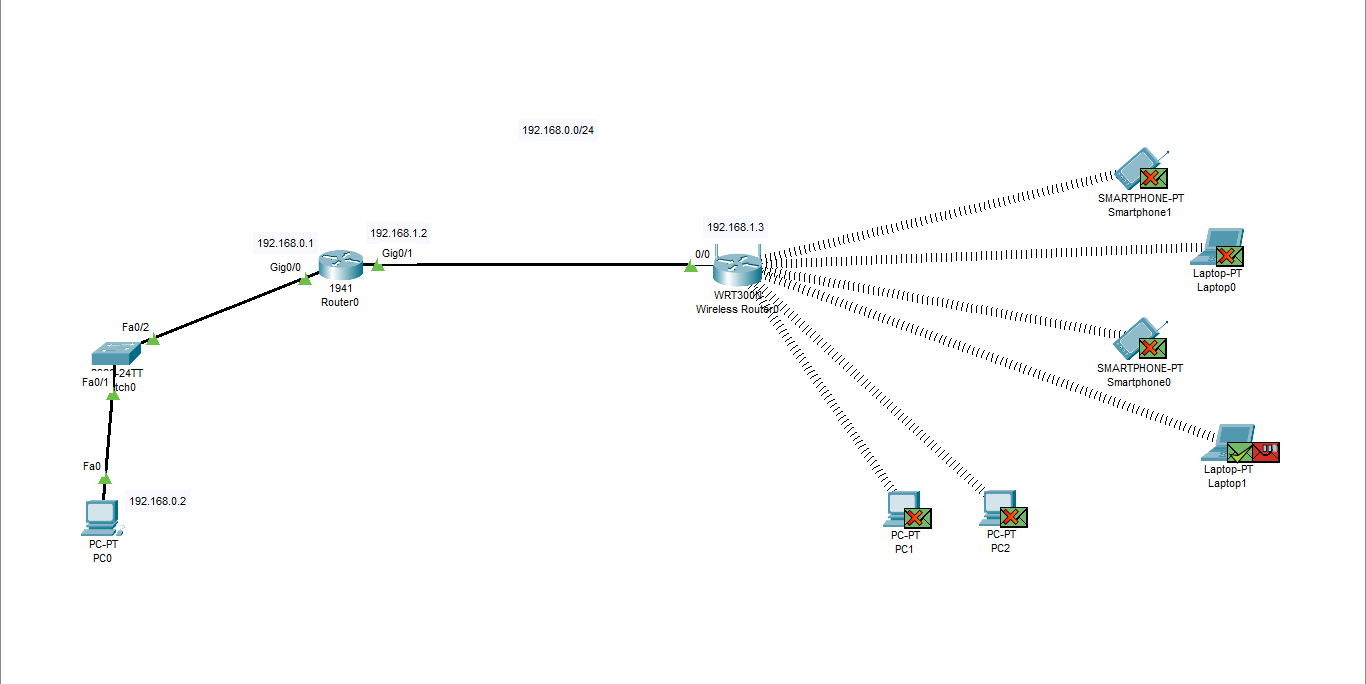 192.168.0.0/24
SMARTPHONE-PT
Smartphone1
192.168.1.3
192.168.1.2
192.168.0.1
Gig0/1
0/0
Gig0/0
1941
Router0
WRT300N
Wireless Router0
Laptop-PT
Laptop0
Fa0/2
-24TT
Fa0/1
tch0
SMARTPHONE-PT
Smartphone0
Fa0
Laptop-PT
Laptop1
192.168.0.2
PC-PT
PC0
PC-PT
PC1
PC-PT
PC2